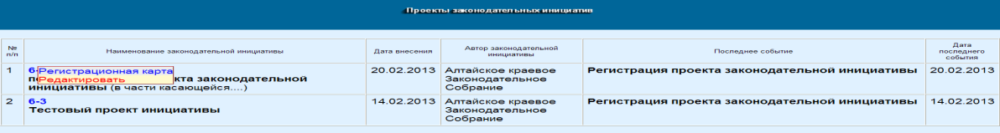 Проекты законодательных инициатив
№ п/п
Наименование законодательной инициативы
Дата внесения
Автор законодательной инициативы
Последнее событие
Дата последнего события
1
6-
Регистрационная карта
Редактировать
кта законодательной
инициативы (в части касающейся....)
20.02.2013
Алтайское краевое
Законодательное
Собрание
Регистрация проекта законодательной инициативы
20.02.2013
2
6-3
Тестовый проект инициативы
14.02.2013
Алтайское краевое
Законодательное
Собрание
Регистрация проекта законодательной инициативы
14.02.2013